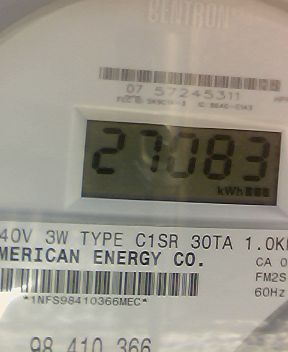 CENTRON
07 57245311
27083
kWh
40V 3W TYPE C1SR 30TA 1.0K
MERICAN ENERGY CO.
CA 0
FM2S
*1NFS98410366MEC*
60Hz
98 410 366